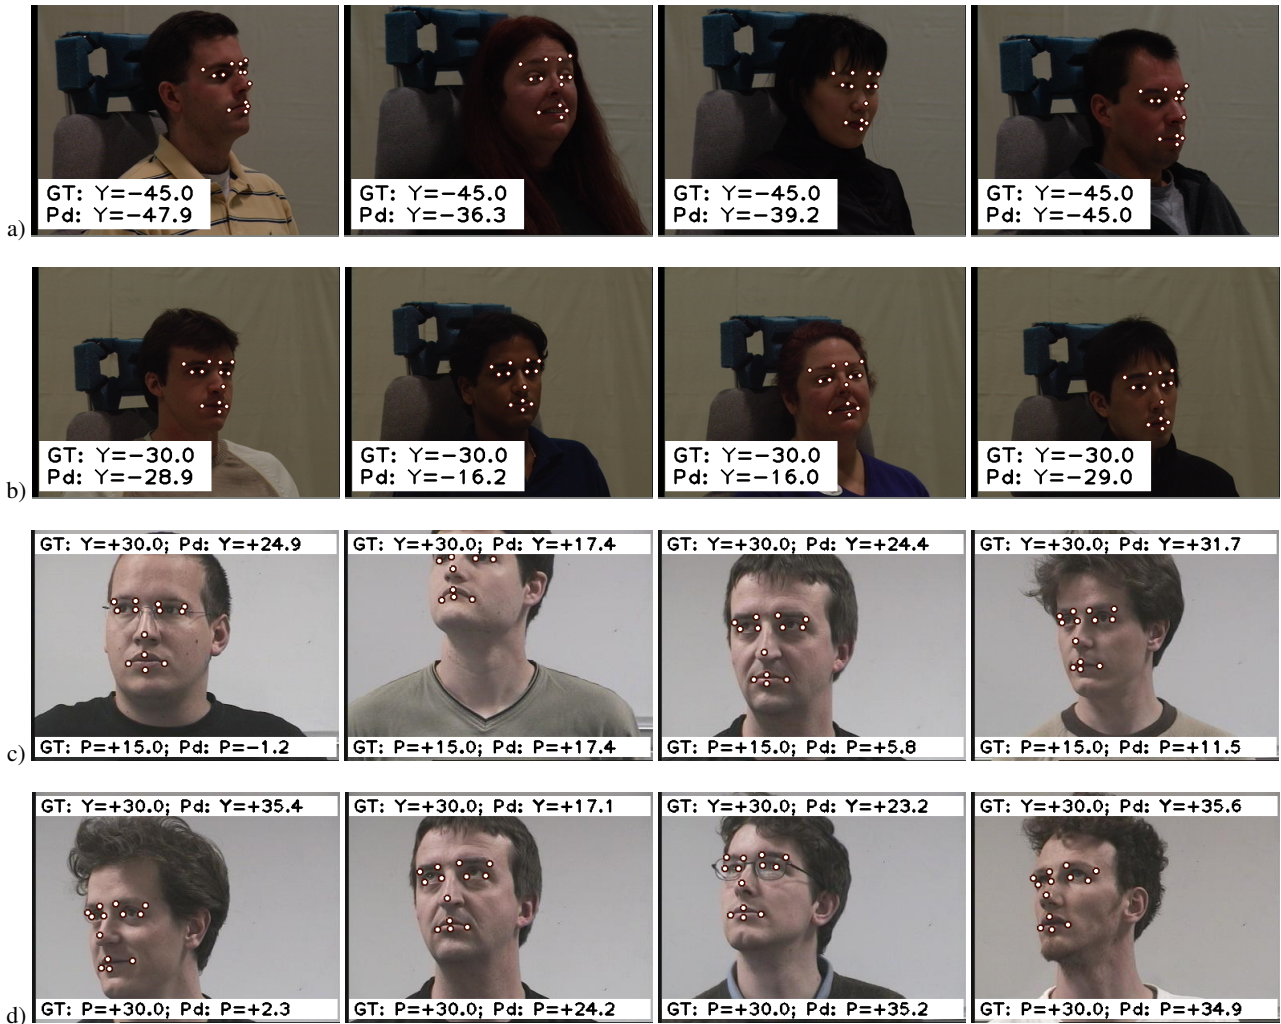 GT: Y=−45.0
Pd: Y=−47.9
GT: Y=−45.0
Pd: Y=−36.3
GT: Y=−45.0
Pd: Y=−39.2
GT: Y=−45.0
Pd: Y=−45.0
a)
GT: Y=−30.0
Pd: Y=−28.9
GT: Y=−30.0
Pd: Y=−16.2
GT: Y=−30.0
Pd: Y=−16.0
GT: Y=−30.0
Pd: Y=−29.0
b)
GT: Y=+30.0; Pd: Y=+24.9
GT: Y=+30.0; Pd: Y=+17.4
GT: Y=+30.0; Pd: Y=+24.4
GT: Y=+30.0; Pd: Y=+31.7
GT: P=+15.0; Pd: P=−1.2
GT: P=+15.0; Pd: P=+17.4
GT: P=+15.0; Pd: P=+5.8
GT: P=+15.0; Pd: P=+11.5
c)
GT: Y=+30.0; Pd: Y=+35.4
GT: Y=+30.0; Pd: Y=+17.1
GT: Y=+30.0; Pd: Y=+23.2
GT: Y=+30.0; Pd: Y=+35.6
GT: P=+30.0; Pd: P=+2.3
GT: P=+30.0; Pd: P=+24.2
GT: P=+30.0; Pd: P=+35.2
GT: P=+30.0; Pd: P=+34.9
d)